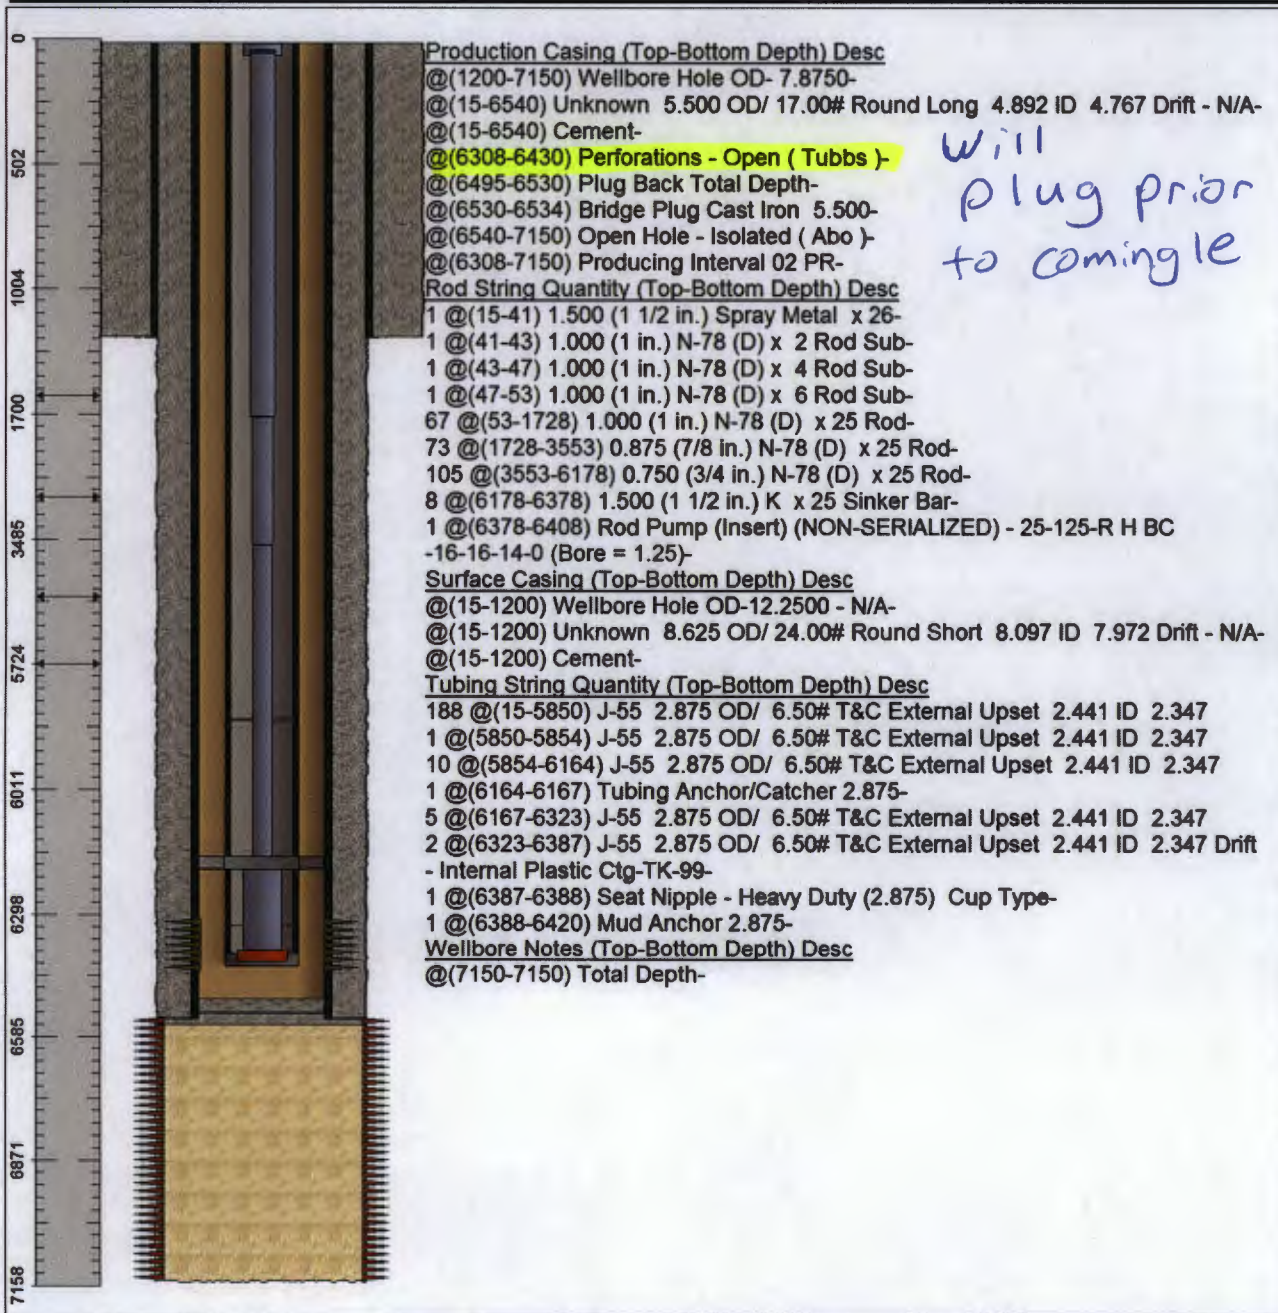 0
502
1004
1700
3485
5724
6011
6298
6585
6871
7158
Production Casing (Top-Bottom Depth) Desc
@(1200-7150) Wellbore Hole OD- 7.8750-
@(15-6540) Unknown 5.500 OD/ 17.00# Round Long 4.892 ID 4.767 Drift - N/A-
@(15-6540) Cement-
@(6308-6430) Perforations - Open ( Tubbs )-
@(6495-6530) Plug Back Total Depth-
@(6530-6534) Bridge Plug Cast Iron 5.500-
@(6540-7150) Open Hole - Isolated ( Abo )-
@(6308-7150) Producing Interval 02 PR-
will
plug prior
to comingle
Rod String Quantity (Top-Bottom Depth) Desc
1 @(15-41) 1.500 (1 1/2 in.) Spray Metal x 26-
1 @(41-43) 1.000 (1 in.) N-78 (D) x 2 Rod Sub-
1 @(43-47) 1.000 (1 in.) N-78 (D) x 4 Rod Sub-
1 @(47-53) 1.000 (1 in.) N-78 (D) x 6 Rod Sub-
67 @(53-1728) 1.000 (1 in.) N-78 (D) x 25 Rod-
73 @(1728-3553) 0.875 (7/8 in.) N-78 (D) x 25 Rod-
105 @(3553-6178) 0.750 (3/4 in.) N-78 (D) x 25 Rod-
8 @(6178-6378) 1.500 (1 1/2 in.) K x 25 Sinker Bar-
1 @(6378-6408) Rod Pump (Insert) (NON-SERIALIZED) - 25-125-R H BC
-16-16-14-0 (Bore = 1.25)-
Surface Casing (Top-Bottom Depth) Desc
@(15-1200) Wellbore Hole OD-12.2500 - N/A-
@(15-1200) Unknown 8.625 OD/ 24.00# Round Short 8.097 ID 7.972 Drift - N/A-
@(15-1200) Cement-
Tubing String Quantity (Top-Bottom Depth) Desc
188 @(15-5850) J-55 2.875 OD/ 6.50# T&C External Upset 2.441 ID 2.347
1 @(5850-5854) J-55 2.875 OD/ 6.50# T&C External Upset 2.441 ID 2.347
10 @(5854-6164) J-55 2.875 OD/ 6.50# T&C External Upset 2.441 ID 2.347
1 @(6164-6167) Tubing Anchor/Catcher 2.875-
5 @(6167-6323) J-55 2.875 OD/ 6.50# T&C External Upset 2.441 ID 2.347
2 @(6323-6387) J-55 2.875 OD/ 6.50# T&C External Upset 2.441 ID 2.347 Drift
- Internal Plastic Ctg-TK-99-
1 @(6387-6388) Seat Nipple - Heavy Duty (2.875) Cup Type-
1 @(6388-6420) Mud Anchor 2.875-
Wellbore Notes (Top-Bottom Depth) Desc
@(7150-7150) Total Depth-